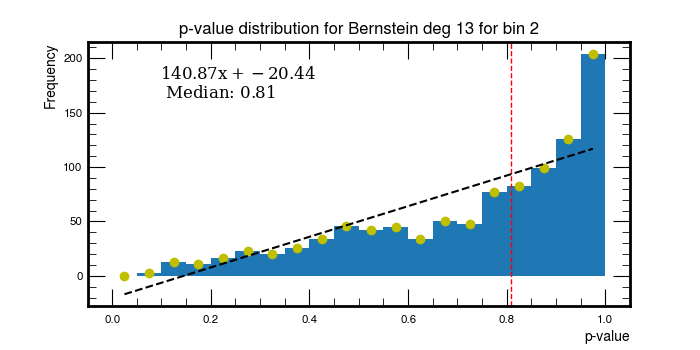 p-value distribution for Bernstein deg 13 for bin 2
Frequency
200
150
100
50
0
140.87x + −20.44
Median: 0.81
0.0 0.2 0.4 0.6 0.8 1.0
p-value